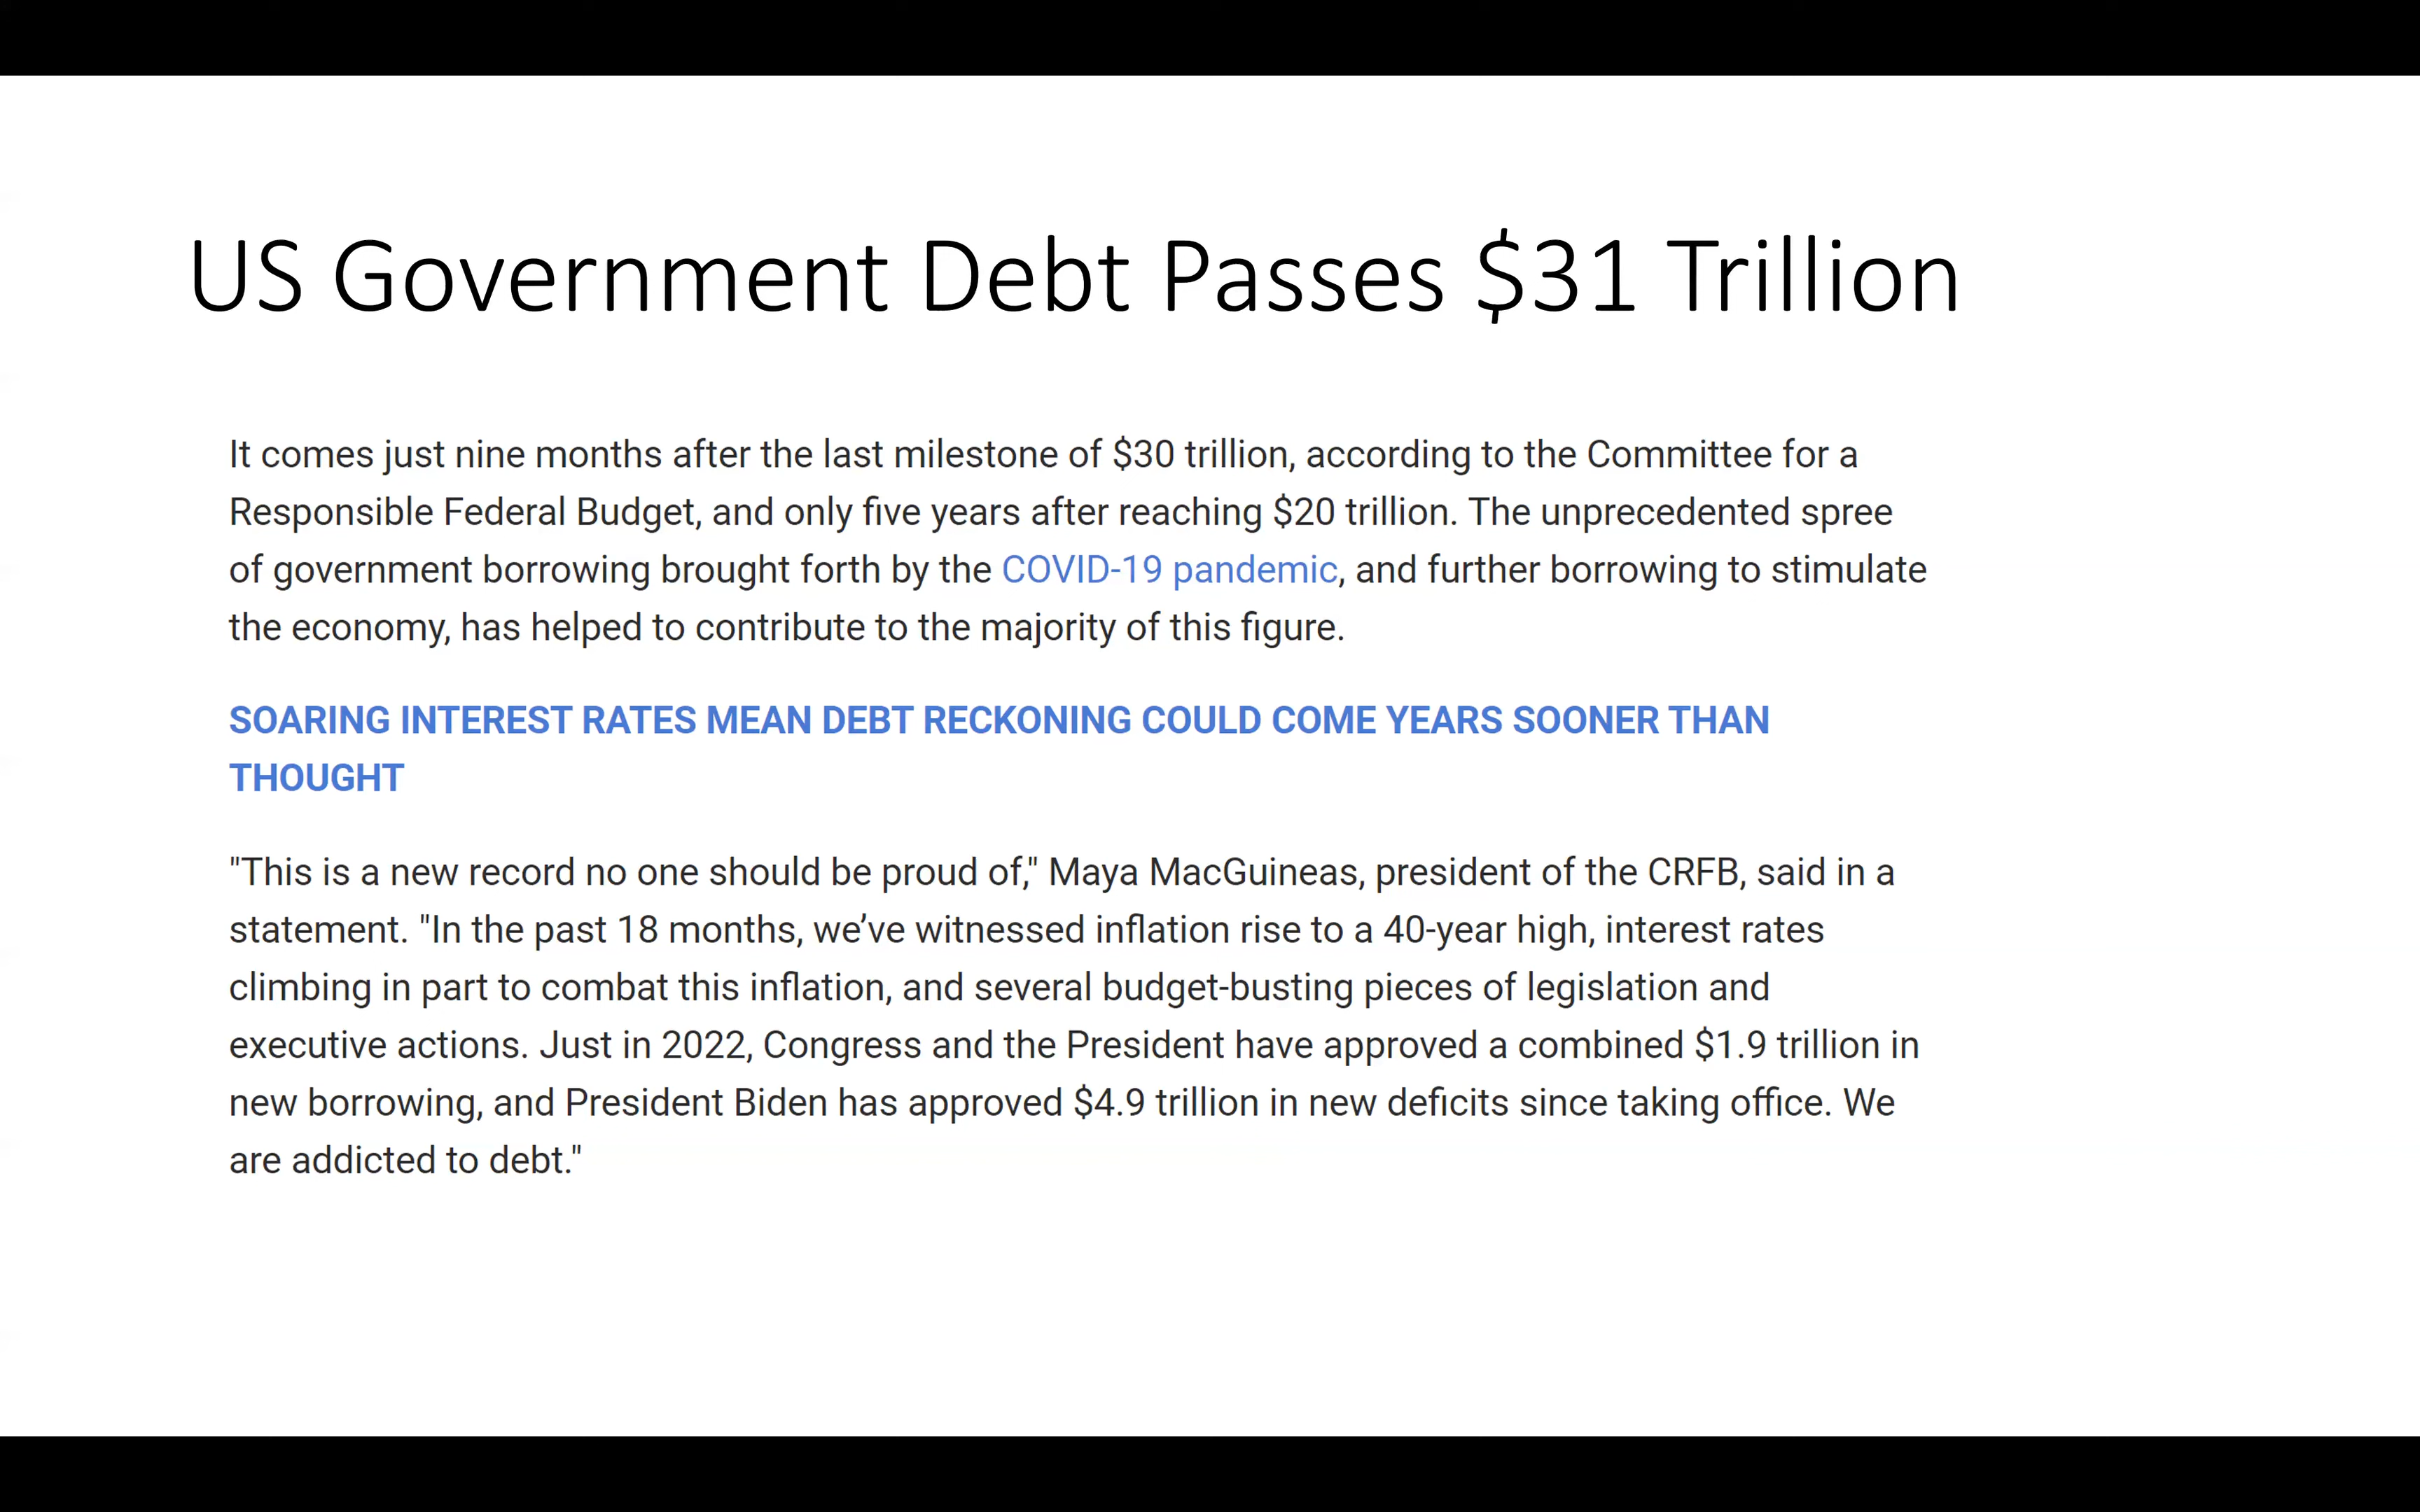 US Government Debt Passes $31 Trillion
It comes just nine months after the last milestone of $30 trillion, according to the Committee for a
Responsible Federal Budget, and only five years after reaching $20 trillion. The unprecedented spree
of government borrowing brought forth by the COVID-19 pandemic, and further borrowing to stimulate
the economy, has helped to contribute to the majority of this figure.
SOARING INTEREST RATES MEAN DEBT RECKONING COULD COME YEARS SOONER THAN
THOUGHT
"This is a new record no one should be proud of," Maya MacGuineas, president of the CRFB, said in a
statement. "In the past 18 months, we’ve witnessed inflation rise to a 40-year high, interest rates
climbing in part to combat this inflation, and several budget-busting pieces of legislation and
executive actions. Just in 2022, Congress and the President have approved a combined $1.9 trillion in
new borrowing, and President Biden has approved $4.9 trillion in new deficits since taking office. We
are addicted to debt."